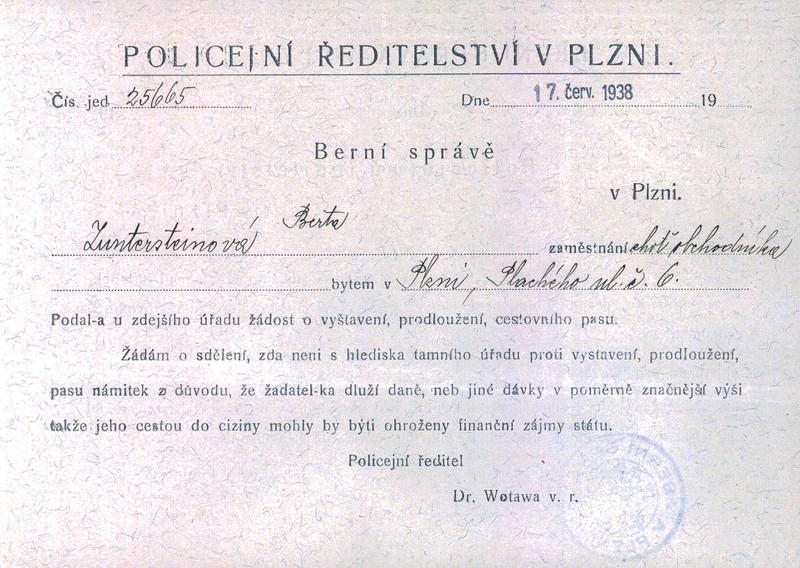 POLICEJNÍ ŘEDITELSTVÍ V PLZNI.
Čís. jed. 25665 Dne 17. červ. 1938 19
Berní správě
v Plzni.
Zuntersteinová Berta zaměstnání choť obchodníka
bytem v Plzni, Plachého ul. č. 6.
Podal-a u zdejšího úřadu žádost o vyštavení, prodloužení, cestovního pasu.
Žádám o sdělení, zda neni s hlediska tamního úřadu proti vystavení, prodloužení,
pasu námitek z důvodu, že žadatel-ka dluží daně, neb jiné dávky v poměrně značnější výši
takže jeho cestou do ciziny mohly by býti ohroženy finanční zájmy státu.
Policejní ředitel
Dr. Wotawa v. r.